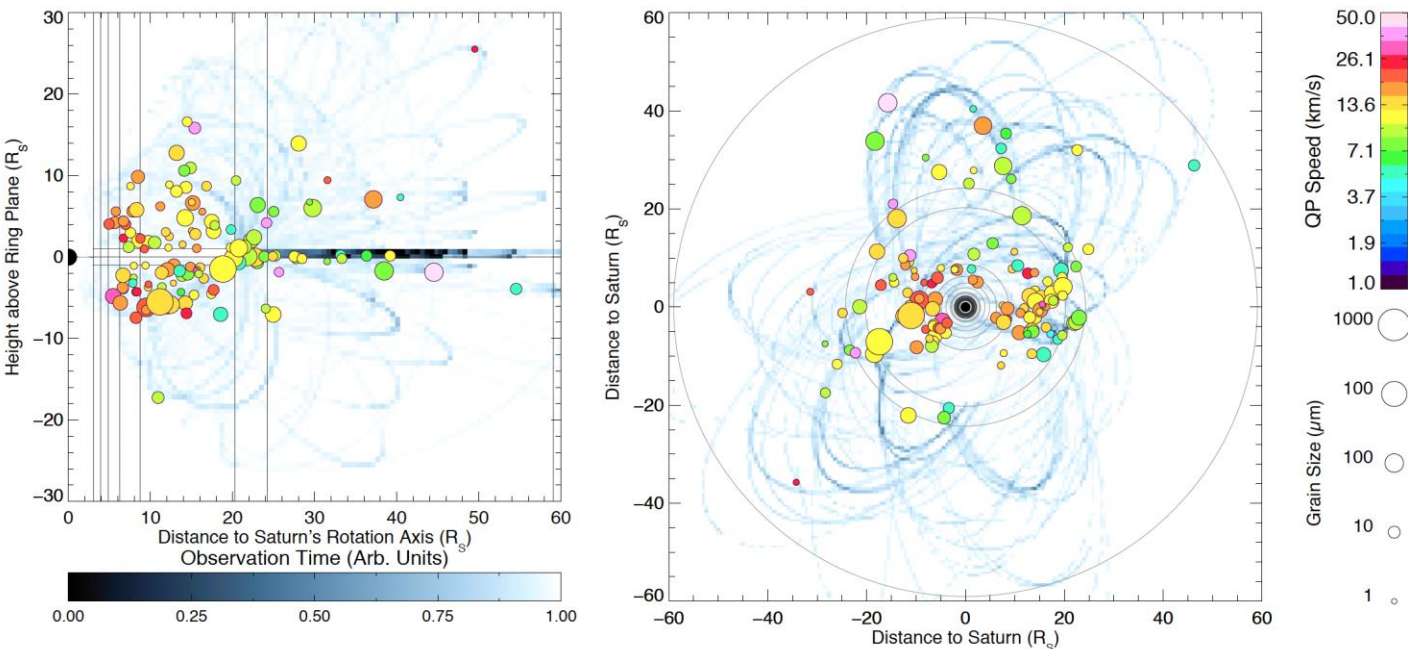 30
20
10
0
-10
-20
-30
Height above Ring Plane (R_S)
0 10 20 30 40 50 60
Distance to Saturn's Rotation Axis (R_S)
Observation Time (Arb. Units)
0.00 0.25 0.50 0.75 1.00
60
40
20
0
-20
-40
-60
Distance to Saturn (R_S)
-60 -40 -20 0 20 40 60
Distance to Saturn (R_S)
QP Speed (km/s)
50.0
26.1
13.6
7.1
3.7
1.9
1.0
Grain Size (μm)
1000
100
100
10
1